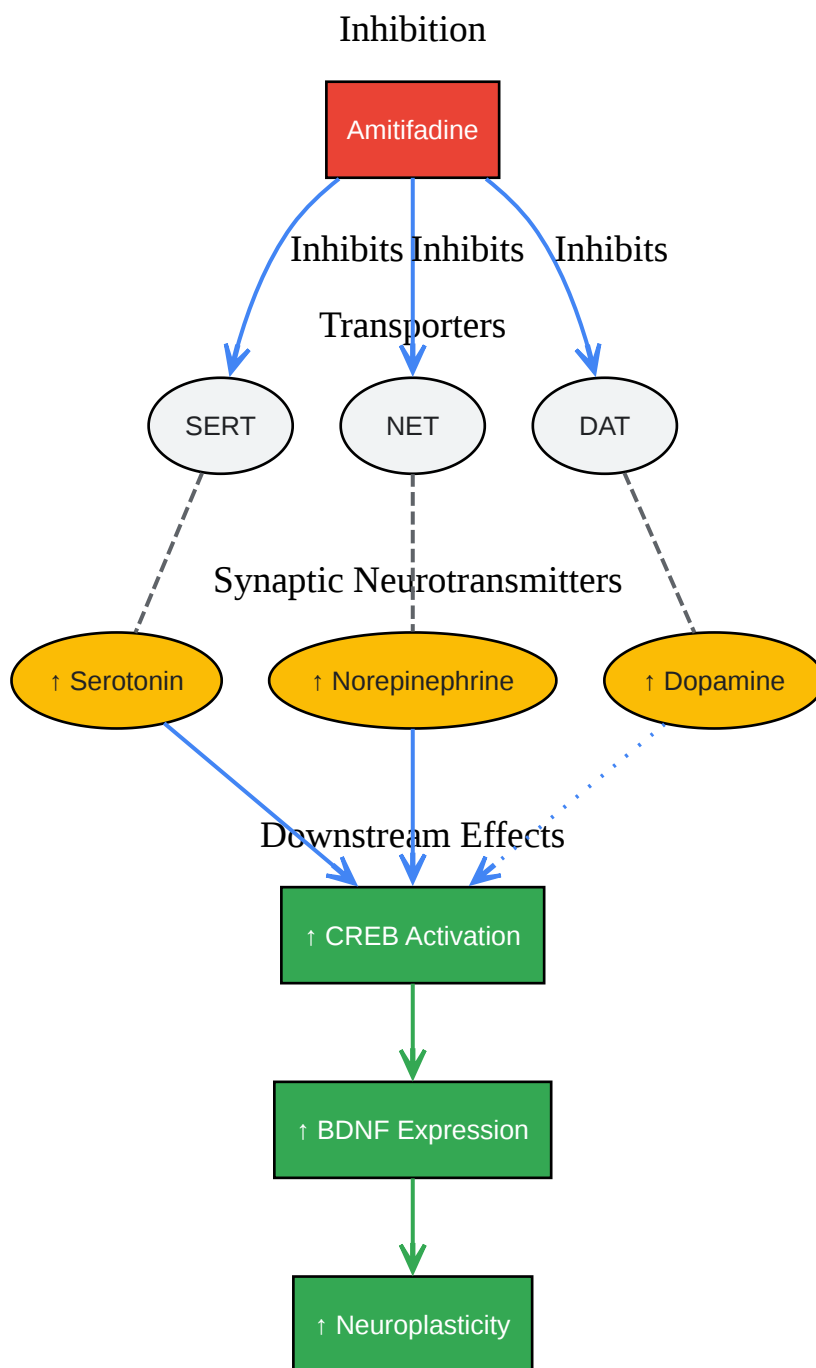 Inhibition
Amitifadine
Inhibits Inhibits Inhibits
Transporters
SERT NET DAT
Synaptic Neurotransmitters
↑ Serotonin ↑ Norepinephrine ↑ Dopamine
Downstream Effects
↑ CREB Activation
↑ BDNF Expression
↑ Neuroplasticity